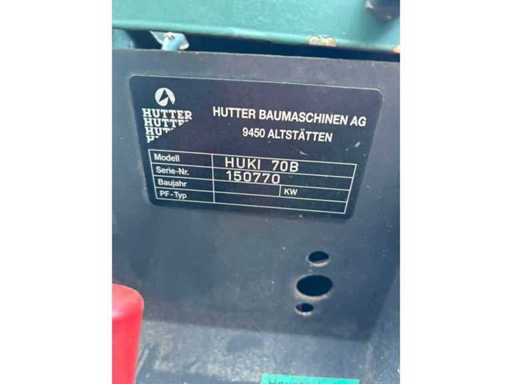 HUTTER
HUTTER
HUTTER
HUTTER BAUMASCHINEN AG
9450 ALTSTÄTTEN
Modell HUKI 70B
Serie-Nr. 150770
Baujahr KW
PF-Typ